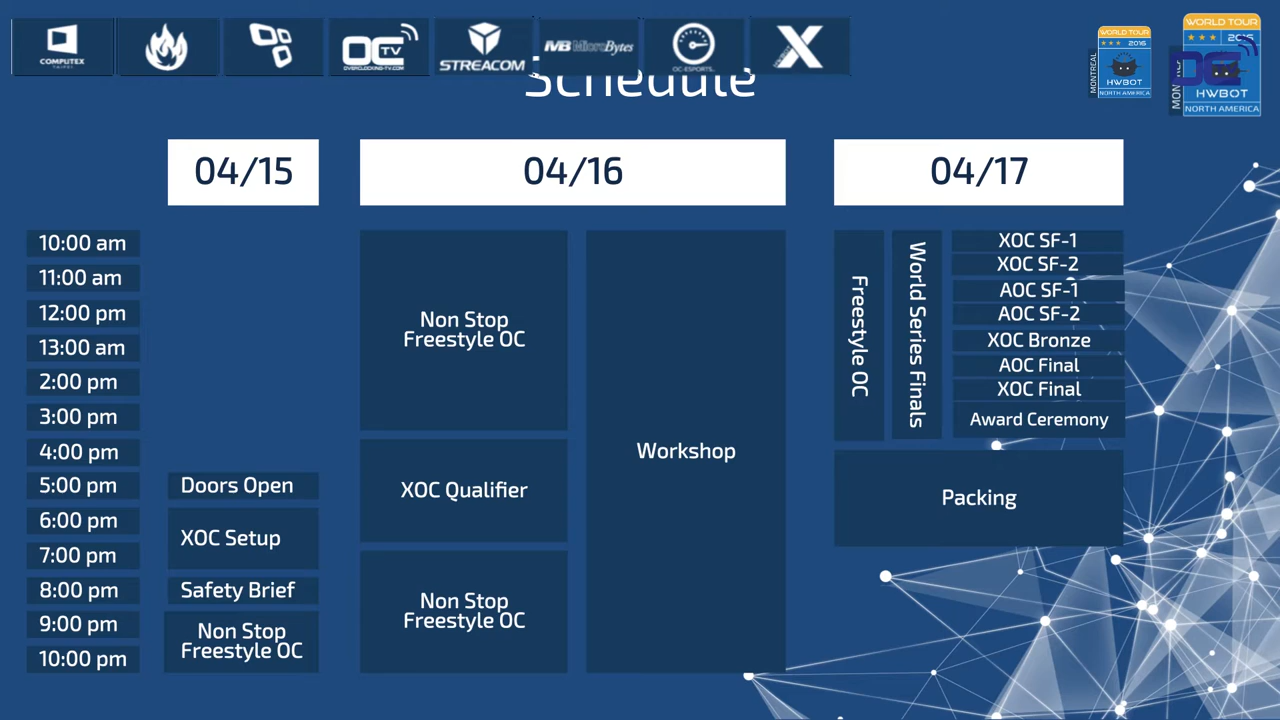 COMPUTEX
TAIPEI
OC TV
OVERCLOCKING-TV.COM
STREACOM
MB MicroBytes
OC-ESPORTS
X
Schedule
WORLD TOUR
2016
MONTREAL
HWBOT
NORTH AMERICA
WORLD TOUR
2016
HWBOT
NORTH AMERICA
04/15
04/16
04/17
10:00 am
11:00 am
12:00 pm
13:00 am
2:00 pm
3:00 pm
4:00 pm
5:00 pm
6:00 pm
7:00 pm
8:00 pm
9:00 pm
10:00 pm
Doors Open
XOC Setup
Safety Brief
Non Stop
Freestyle OC
Non Stop
Freestyle OC
XOC Qualifier
Non Stop
Freestyle OC
Workshop
Freestyle OC
World Series Finals
XOC SF-1
XOC SF-2
AOC SF-1
AOC SF-2
XOC Bronze
AOC Final
XOC Final
Award Ceremony
Packing